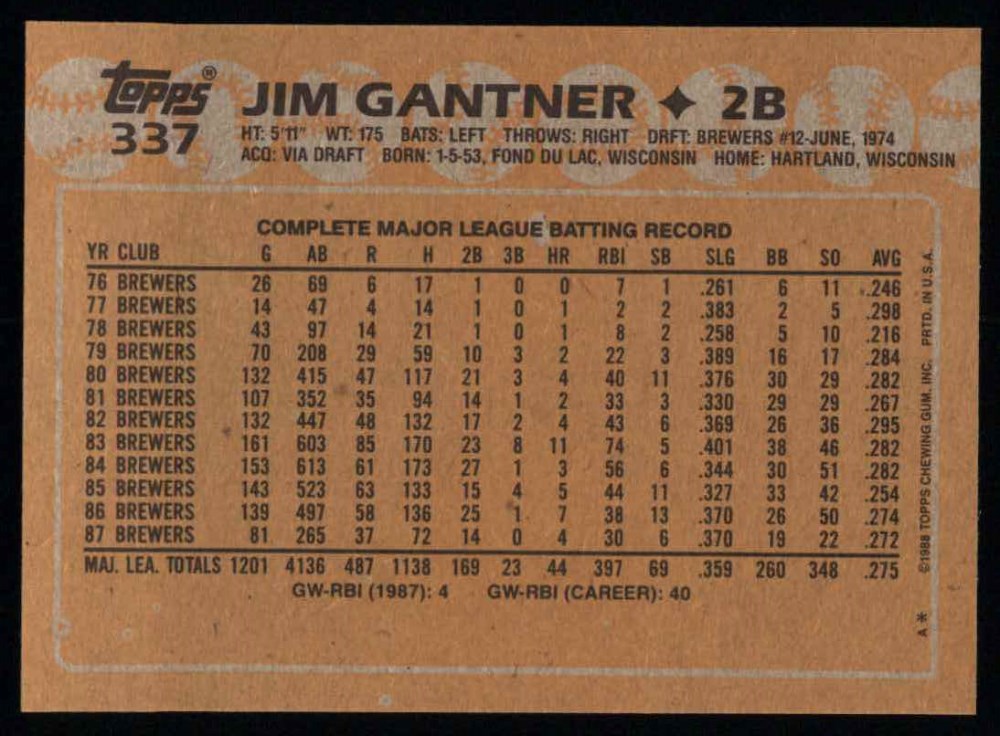 topps®
337
JIM GANTNER ✦ 2B
HT: 5'11" WT: 175 BATS: LEFT THROWS: RIGHT DRFT: BREWERS #12-JUNE, 1974
ACQ: VIA DRAFT BORN: 1-5-53, FOND DU LAC, WISCONSIN HOME: HARTLAND, WISCONSIN
COMPLETE MAJOR LEAGUE BATTING RECORD
YR CLUB G AB R H 2B 3B HR RBI SB SLG BB SO AVG
76 BREWERS 26 69 6 17 1 0 0 7 1 .261 6 11 .246
77 BREWERS 14 47 4 14 1 0 1 2 2 .383 2 5 .298
78 BREWERS 43 97 14 21 1 0 1 8 2 .258 5 10 .216
79 BREWERS 70 208 29 59 10 3 2 22 3 .389 16 17 .284
80 BREWERS 132 415 47 117 21 3 4 40 11 .376 30 29 .282
81 BREWERS 107 352 35 94 14 1 2 33 3 .330 29 29 .267
82 BREWERS 132 447 48 132 17 2 4 43 6 .369 26 36 .295
83 BREWERS 161 603 85 170 23 8 11 74 5 .401 38 46 .282
84 BREWERS 153 613 61 173 27 1 3 56 6 .344 30 51 .282
85 BREWERS 143 523 63 133 15 4 5 44 11 .327 33 42 .254
86 BREWERS 139 497 58 136 25 1 7 38 13 .370 26 50 .274
87 BREWERS 81 265 37 72 14 0 4 30 6 .370 19 22 .272
MAJ. LEA. TOTALS 1201 4136 487 1138 169 23 44 397 69 .359 260 348 .275
GW-RBI (1987): 4 GW-RBI (CAREER): 40
A * ©1988 TOPPS CHEWING GUM, INC. PRTD. IN U.S.A.